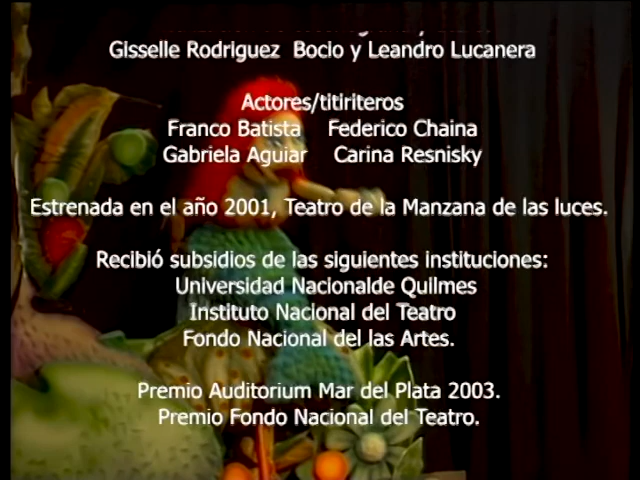 Gisselle Rodriguez Bocio y Leandro Lucanera
Actores/titiriteros
Franco Batista Federico Chaina
Gabriela Aguiar Carina Resnisky
Estrenada en el año 2001, Teatro de la Manzana de las luces.
Recibió subsidios de las siguientes instituciones:
Universidad Nacionalde Quilmes
Instituto Nacional del Teatro
Fondo Nacional del las Artes.
Premio Auditorium Mar del Plata 2003.
Premio Fondo Nacional del Teatro.